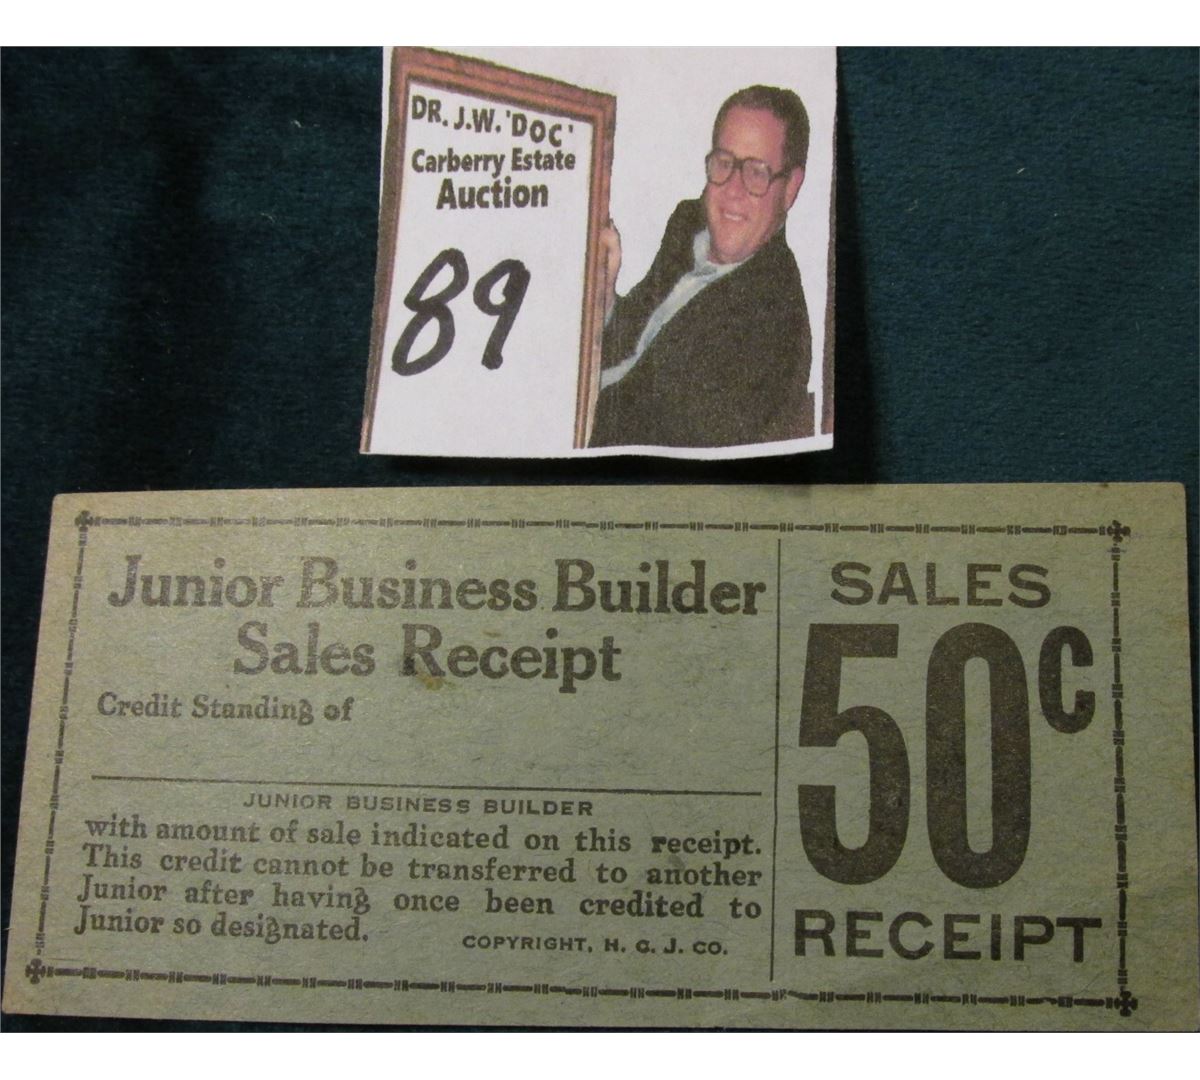 DR. J.W. 'DOC'
Carberry Estate
Auction
89
Junior Business Builder
Sales Receipt
Credit Standing of
JUNIOR BUSINESS BUILDER
with amount of sale indicated on this receipt.
This credit cannot be transferred to another
Junior after having once been credited to
Junior so designated.
COPYRIGHT, H. C. J. CO.
SALES
50c
RECEIPT